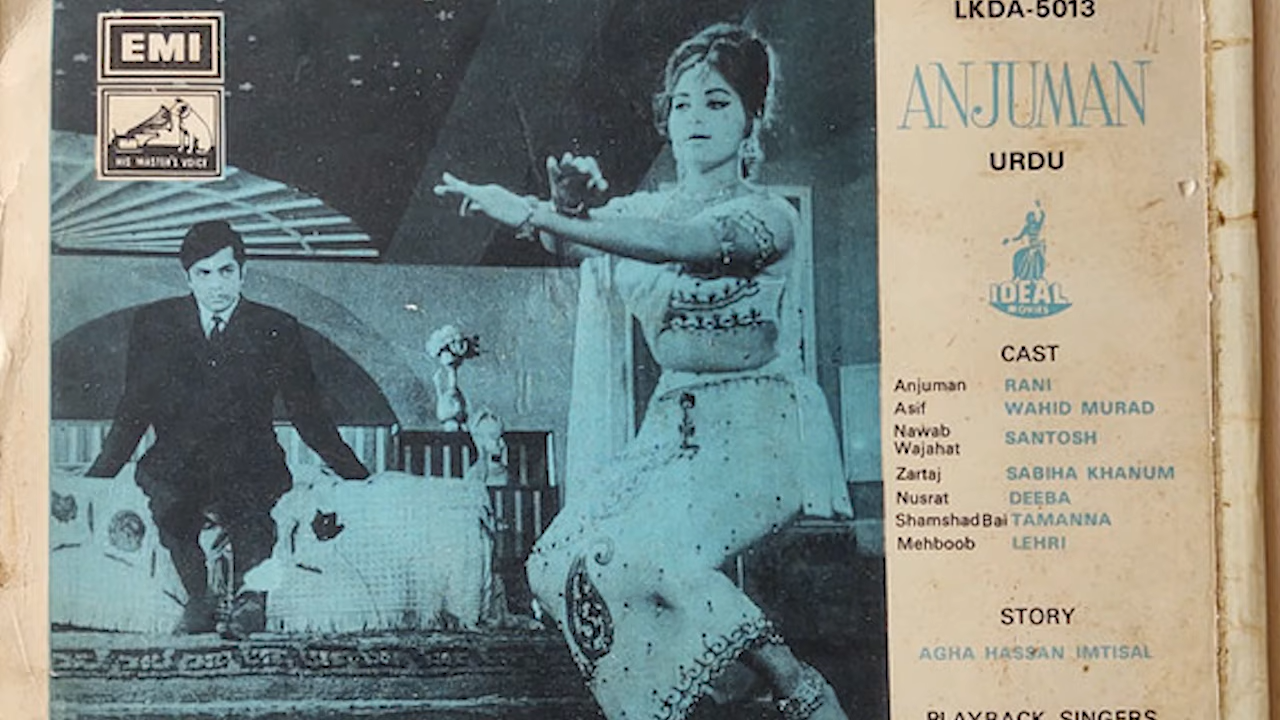 EMI
HIS MASTER'S VOICE
LKDA-5013
ANJUMAN
URDU
IDEAL
MOVIES
CAST
Anjuman RANI
Asif WAHID MURAD
Nawab
Wajahat SANTOSH
Zartaj SABIHA KHANUM
Nusrat DEEBA
Shamshad Bai TAMANNA
Mehboob LEHRI
STORY
AGHA HASSAN IMTISAL
PLAYBACK SINGERS